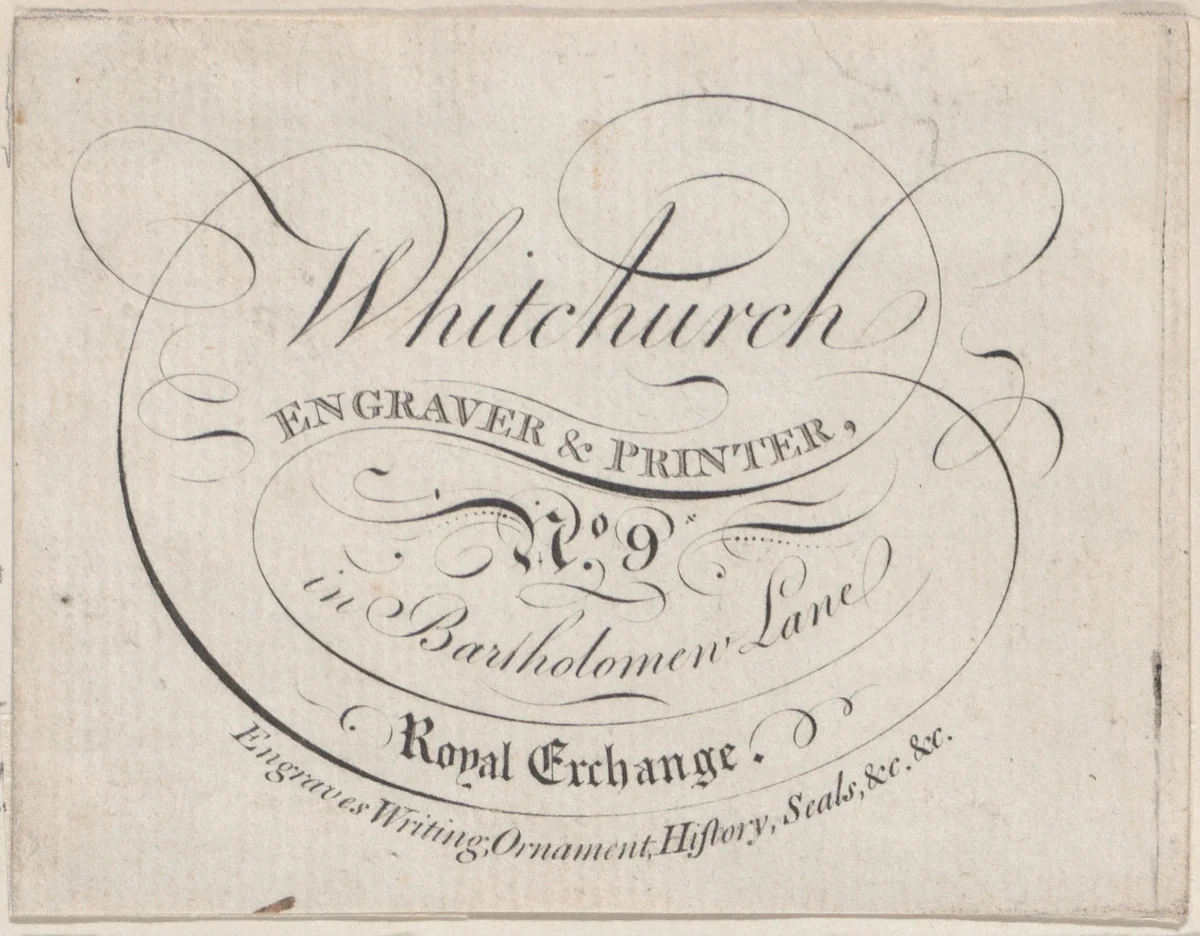 Whitchurch
ENGRAVER & PRINTER,
No. 9
in Bartholomew Lane
Royal Exchange.
Engraves Writing, Ornament, Hiſtory, Seals, &c. &c.